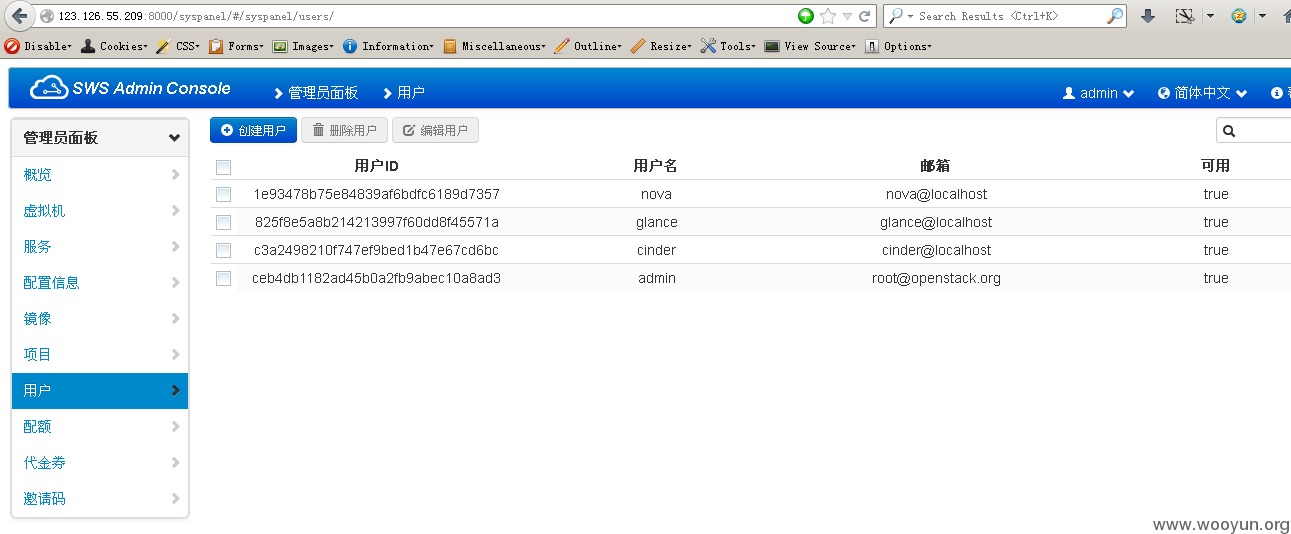 123.126.55.209:8000/syspanel/#/syspanel/users/
Search Results <Ctrl+K>
Disable Cookies CSS Forms Images Information Miscellaneous Outline Resize Tools View Source Options
SWS Admin Console 管理员面板 用户 admin 简体中文
管理员面板
概览
虚拟机
服务
配置信息
镜像
项目
用户
配额
代金券
邀请码
创建用户 删除用户 编辑用户
用户ID 用户名 邮箱 可用
1e93478b75e84839af6bdfc6189d7357 nova nova@localhost true
825f8e5a8b214213997f60dd8f45571a glance glance@localhost true
c3a2498210f747ef9bed1b47e67cd6bc cinder cinder@localhost true
ceb4db1182ad45b0a2fb9abec10a8ad3 admin root@openstack.org true
www.wooyun.org